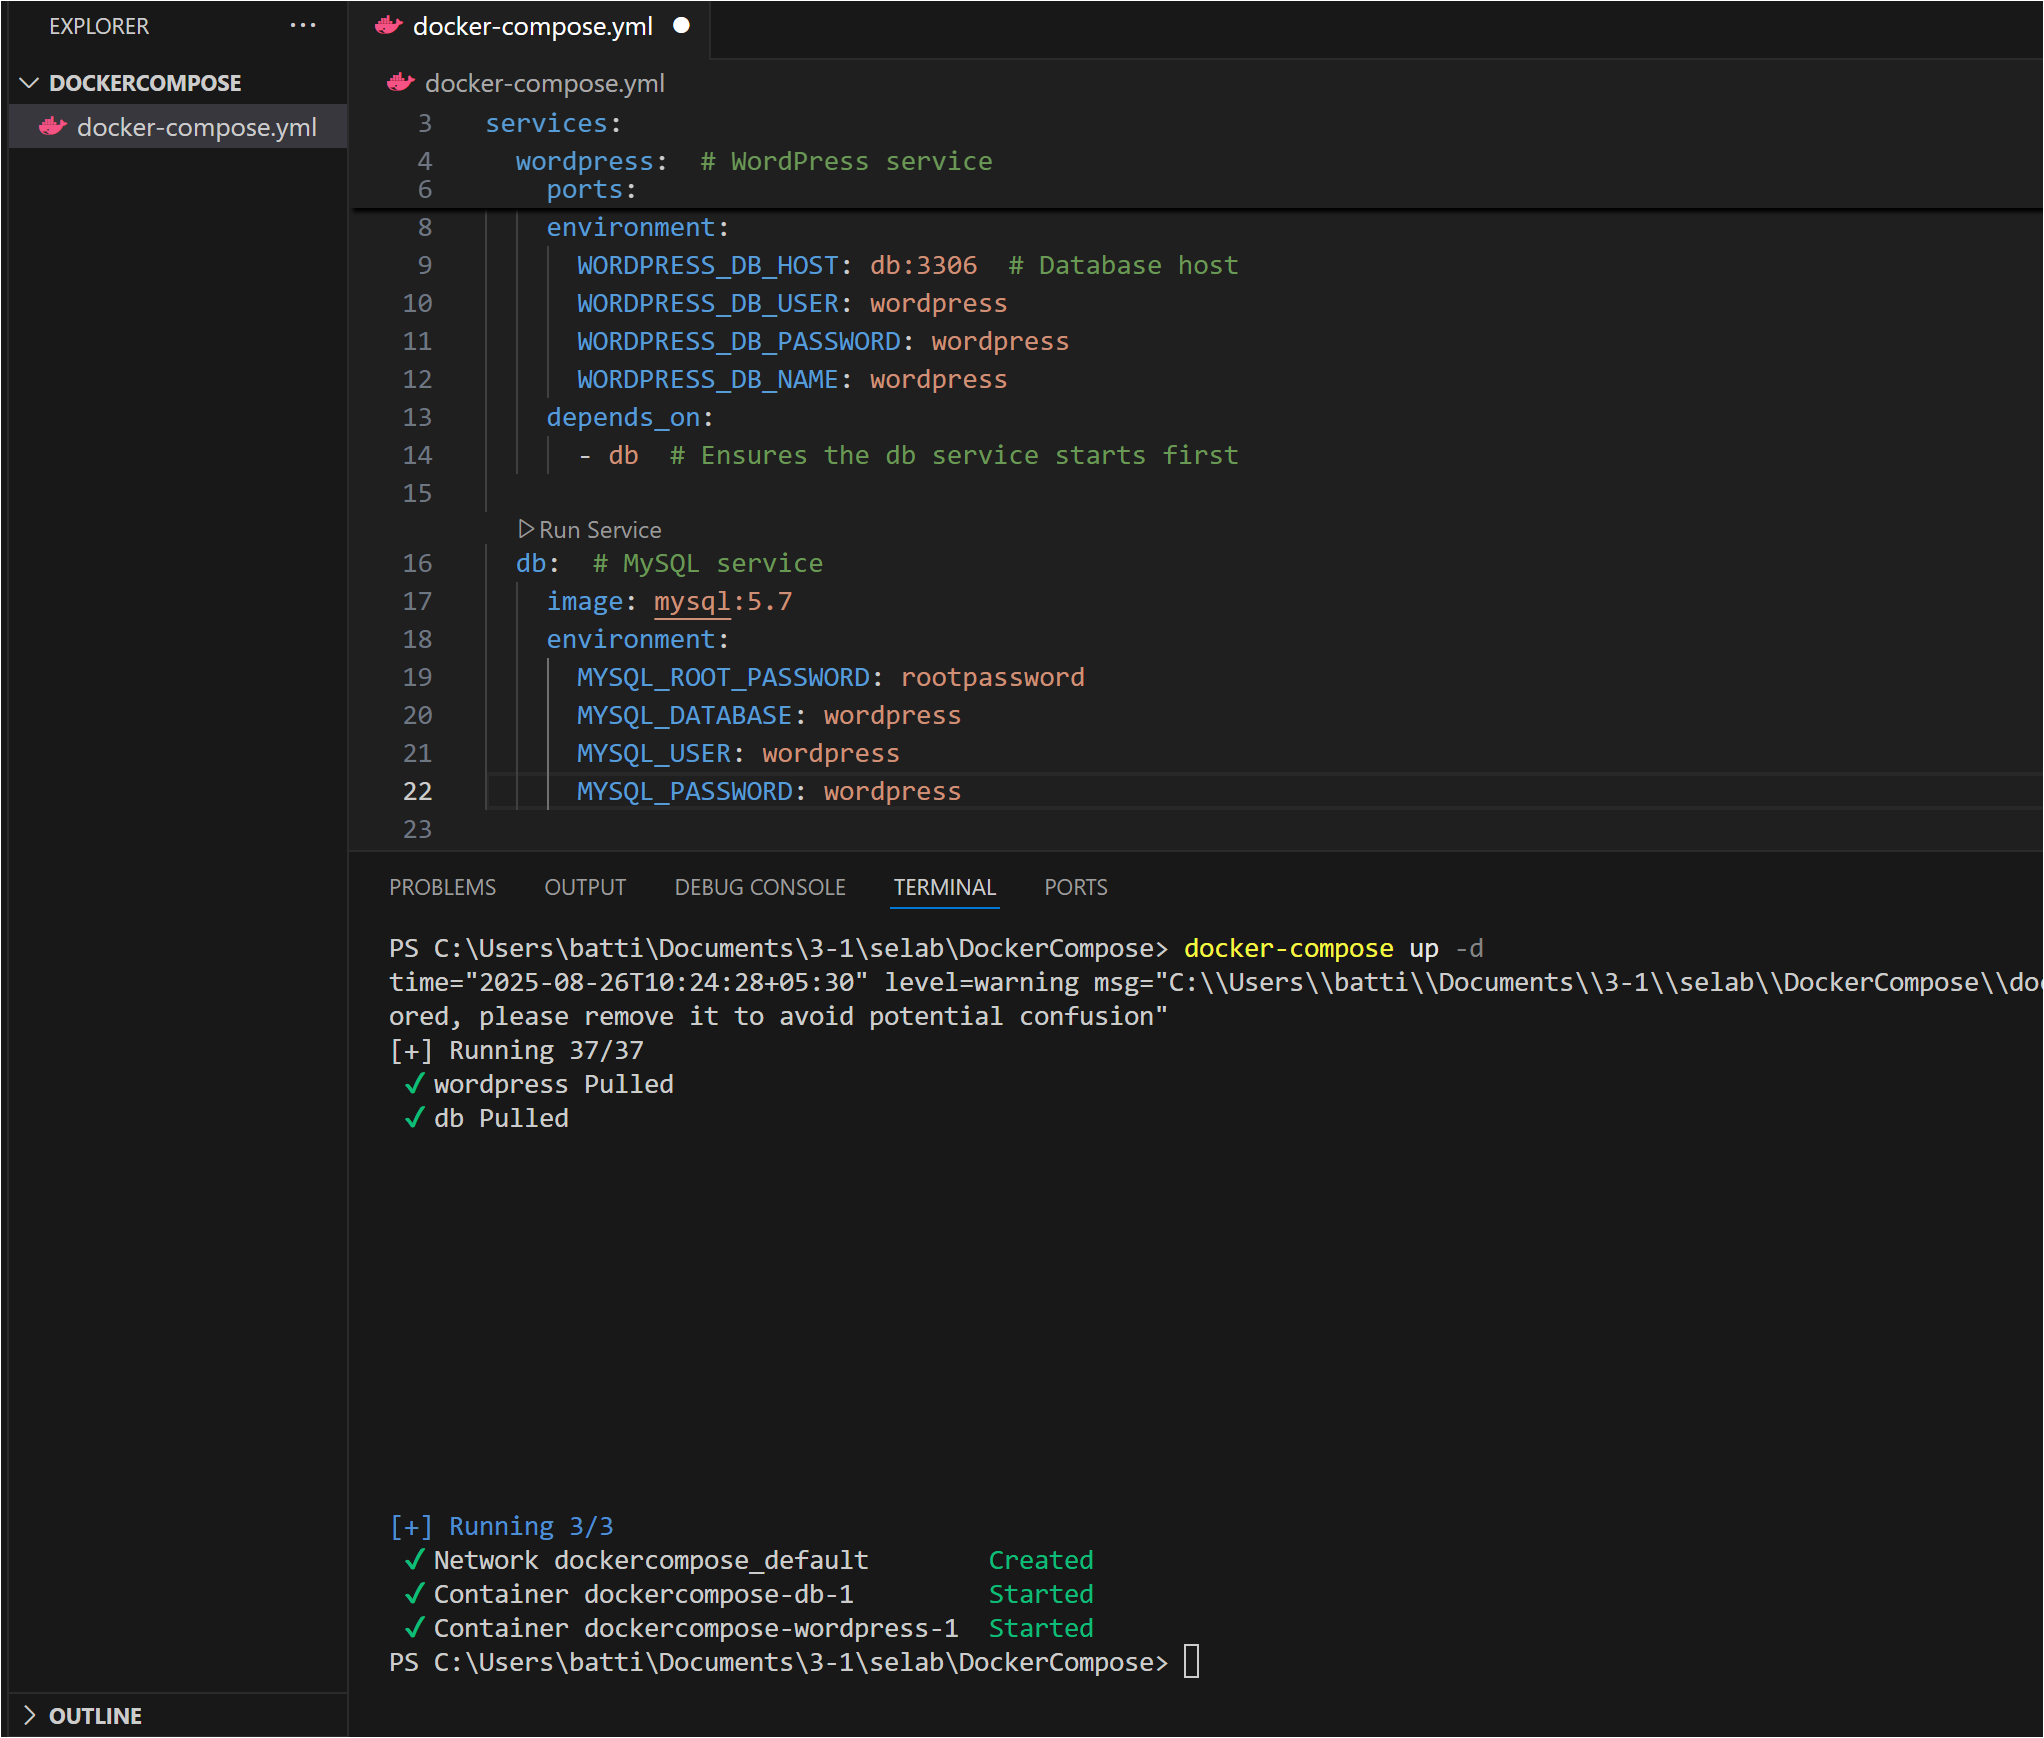 EXPLORER ...
DOCKERCOMPOSE
docker-compose.yml
docker-compose.yml
docker-compose.yml
3 services:
4 wordpress: # WordPress service
6 ports:
8 environment:
9 WORDPRESS_DB_HOST: db:3306 # Database host
10 WORDPRESS_DB_USER: wordpress
11 WORDPRESS_DB_PASSWORD: wordpress
12 WORDPRESS_DB_NAME: wordpress
13 depends_on:
14 - db # Ensures the db service starts first
15
Run Service
16 db: # MySQL service
17 image: mysql:5.7
18 environment:
19 MYSQL_ROOT_PASSWORD: rootpassword
20 MYSQL_DATABASE: wordpress
21 MYSQL_USER: wordpress
22 MYSQL_PASSWORD: wordpress
23
PROBLEMS OUTPUT DEBUG CONSOLE TERMINAL PORTS
PS C:\Users\batti\Documents\3-1\selab\DockerCompose> docker-compose up -d
time="2025-08-26T10:24:28+05:30" level=warning msg="C:\\Users\\batti\\Documents\\3-1\\selab\\DockerCompose\\doc
ored, please remove it to avoid potential confusion"
[+] Running 37/37
✓ wordpress Pulled
✓ db Pulled
[+] Running 3/3
✓ Network dockercompose_default Created
✓ Container dockercompose-db-1 Started
✓ Container dockercompose-wordpress-1 Started
PS C:\Users\batti\Documents\3-1\selab\DockerCompose>
OUTLINE